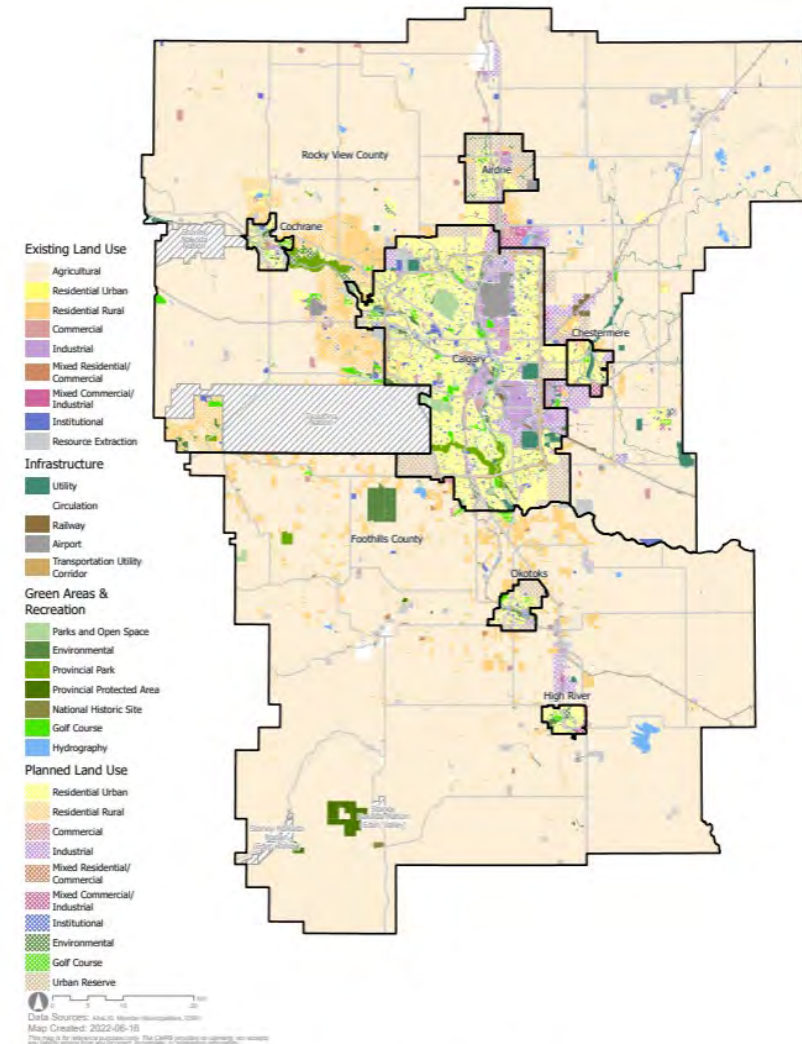 Rocky View County
Airdrie
Cochrane
Calgary
Chestermere
Foothills County
Okotoks
High River
Existing Land Use
Agricultural
Residential Urban
Residential Rural
Commercial
Industrial
Mixed Residential/
Commercial
Mixed Commercial/
Industrial
Institutional
Resource Extraction
Infrastructure
Utility
Circulation
Railway
Airport
Transportation Utility
Corridor
Green Areas &
Recreation
Parks and Open Space
Environmental
Provincial Park
Provincial Protected Area
National Historic Site
Golf Course
Hydrography
Planned Land Use
Residential Urban
Residential Rural
Commercial
Industrial
Mixed Residential/
Commercial
Mixed Commercial/
Industrial
Institutional
Environmental
Golf Course
Urban Reserve
Data Sources:
Map Created: 2022-06-16